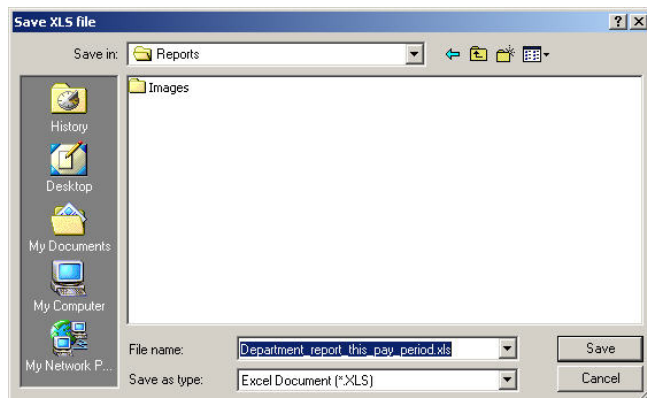 Save XLS file
Save in: Reports
Images
History
Desktop
My Documents
My Computer
My Network P...
File name: Department_report_this_pay_period.xls Save
Save as type: Excel Document (*.XLS) Cancel